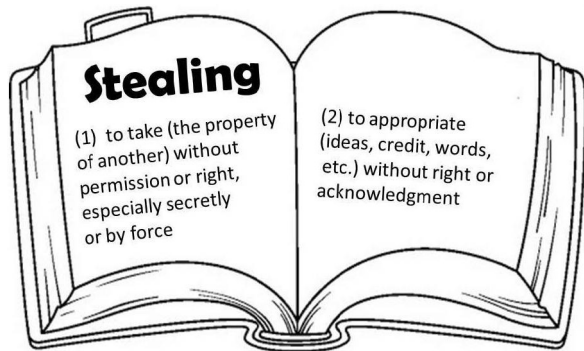 Stealing
(1) to take (the property
of another) without
permission or right,
especially secretly
or by force
(2) to appropriate
(ideas, credit, words,
etc.) without right or
acknowledgment